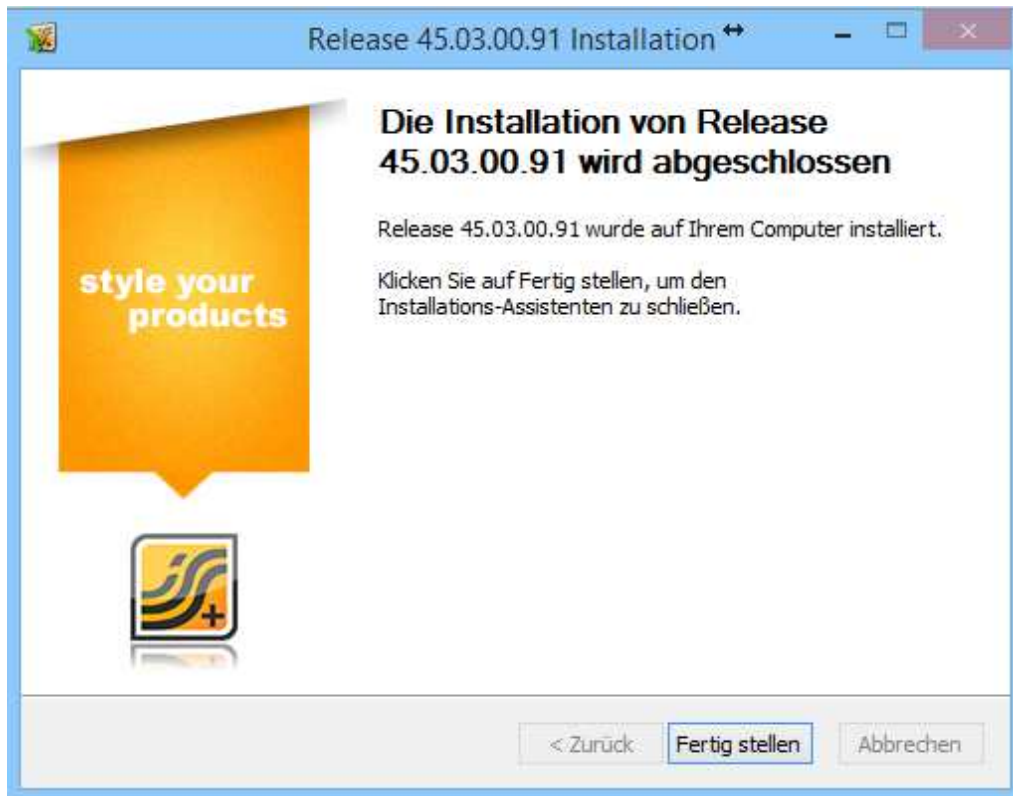 Release 45.03.00.91 Installation
Die Installation von Release
45.03.00.91 wird abgeschlossen
Release 45.03.00.91 wurde auf Ihrem Computer installiert.
Klicken Sie auf Fertig stellen, um den
Installations-Assistenten zu schließen.
style your
products
< Zurück Fertig stellen Abbrechen